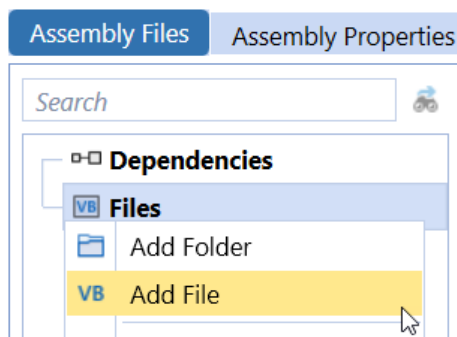 Assembly Files Assembly Properties
Search
Dependencies
VB Files
Add Folder
VB Add File